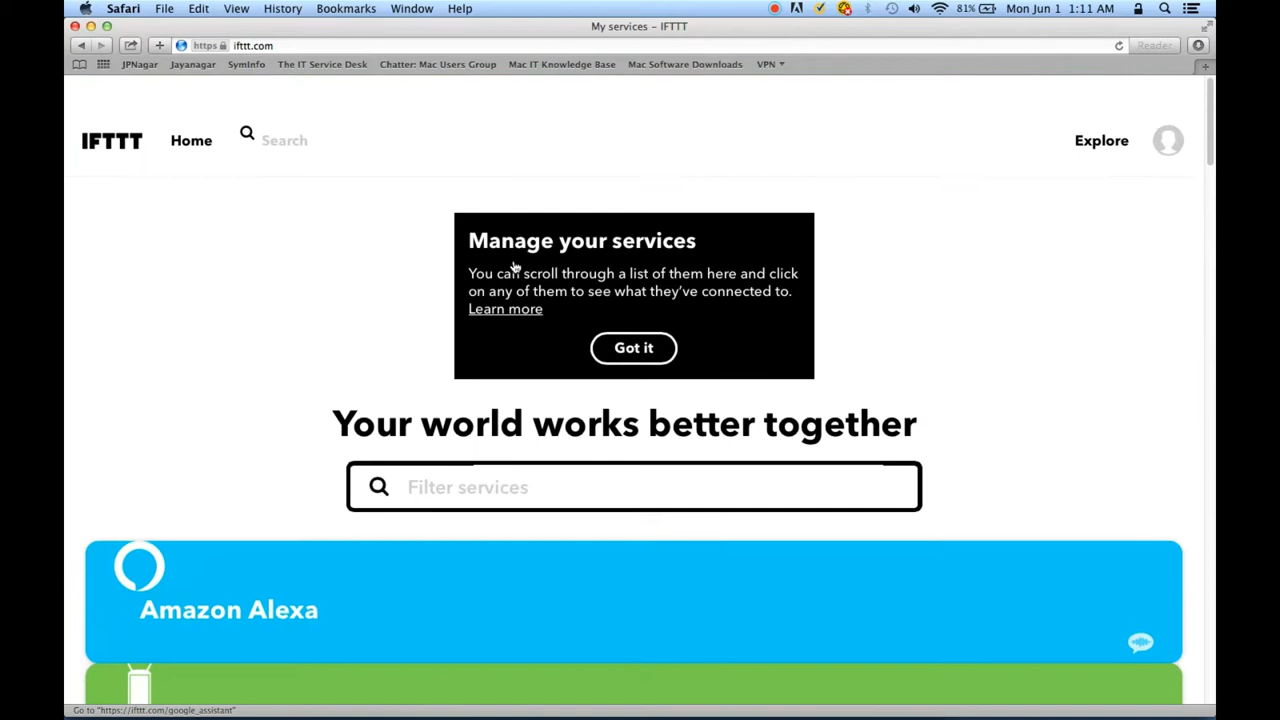 Safari File Edit View History Bookmarks Window Help 81% Mon Jun 1 1:11 AM
My services – IFTTT
https ifttt.com Reader
JPNagar Jayanagar SymInfo The IT Service Desk Chatter: Mac Users Group Mac IT Knowledge Base Mac Software Downloads VPN
IFTTT Home Search Explore
Manage your services
You can scroll through a list of them here and click
on any of them to see what they've connected to.
Learn more
Got it
Your world works better together
Filter services
Amazon Alexa
Go to "https://ifttt.com/google_assistant"